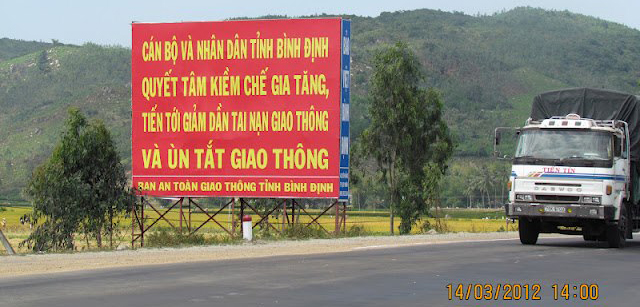 CÁN BỘ VÀ NHÂN DÂN TỈNH BÌNH ĐỊNH
QUYẾT TÂM KIỀM CHẾ GIA TĂNG,
TIẾN TỚI GIẢM DẦN TAI NẠN GIAO THÔNG
VÀ ÙN TẮT GIAO THÔNG
BAN AN TOÀN GIAO THÔNG TỈNH BÌNH ĐỊNH
TIẾN TIN
DAEWOO
14/03/2012 14:00